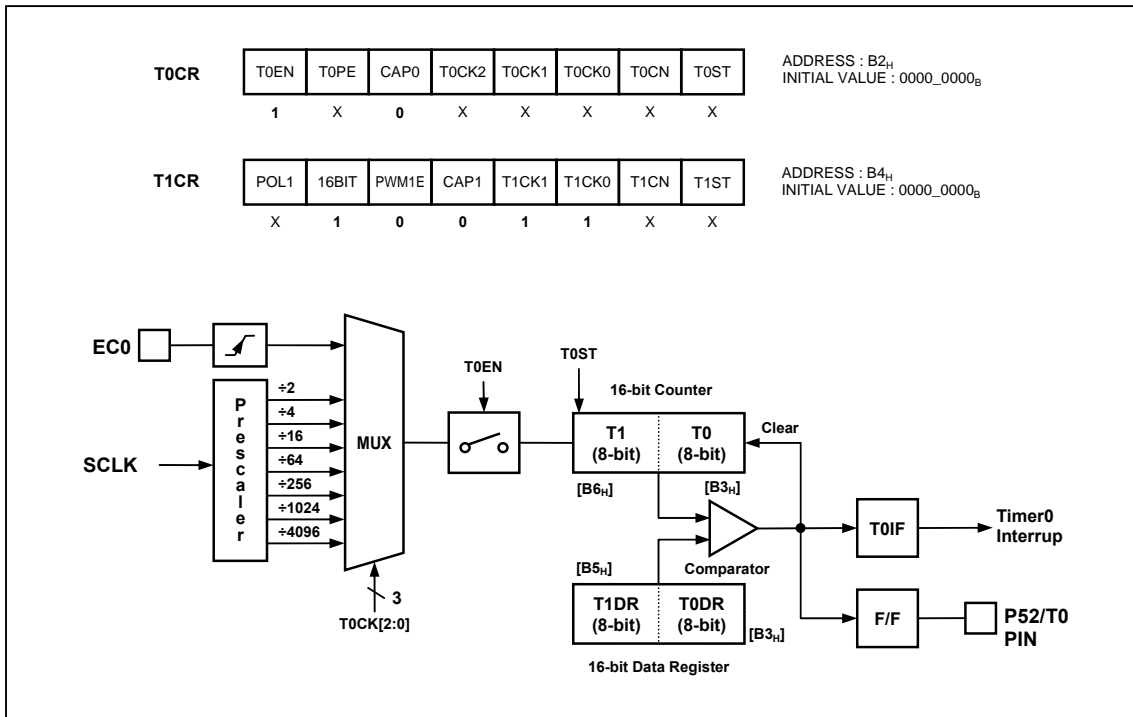 T0CR T0EN T0PE CAP0 T0CK2 T0CK1 T0CK0 T0CN T0ST
ADDRESS : B2H
INITIAL VALUE : 0000_0000B
1 X 0 X X X X X
T1CR POL1 16BIT PWM1E CAP1 T1CK1 T1CK0 T1CN T1ST
ADDRESS : B4H
INITIAL VALUE : 0000_0000B
X 1 0 0 1 1 X X
EC0
SCLK
Prescaler
÷2
÷4
÷16
÷64
÷256
÷1024
÷4096
MUX
3
T0CK[2:0]
T0EN
T0ST
16-bit Counter
T1
(8-bit)
T0
(8-bit)
Clear
[B6H]
[B3H]
Comparator
[B5H]
T1DR
(8-bit)
T0DR
(8-bit)
[B3H]
16-bit Data Register
T0IF
Timer0
Interrup
F/F
P52/T0
PIN